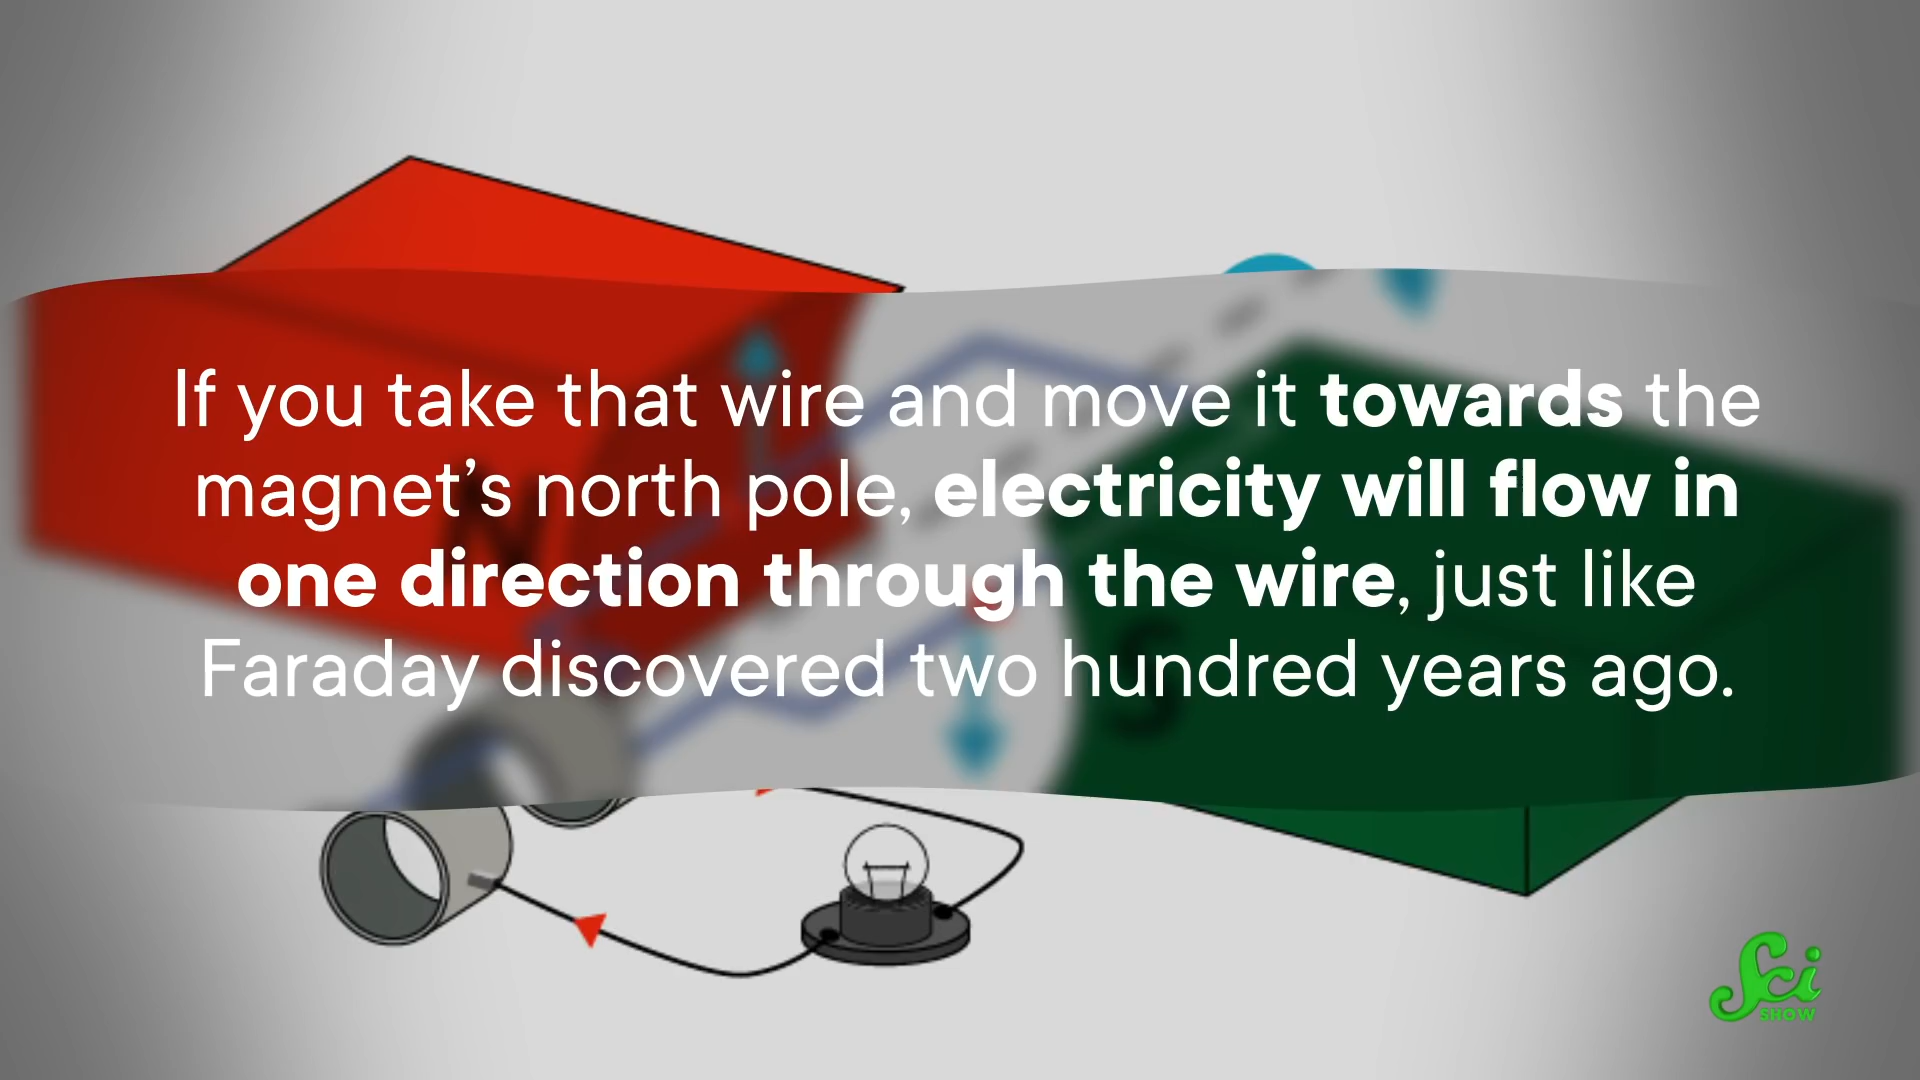 If you take that wire and move it towards the
magnet's north pole, electricity will flow in
one direction through the wire, just like
Faraday discovered two hundred years ago.
N
S
Sci
SHOW